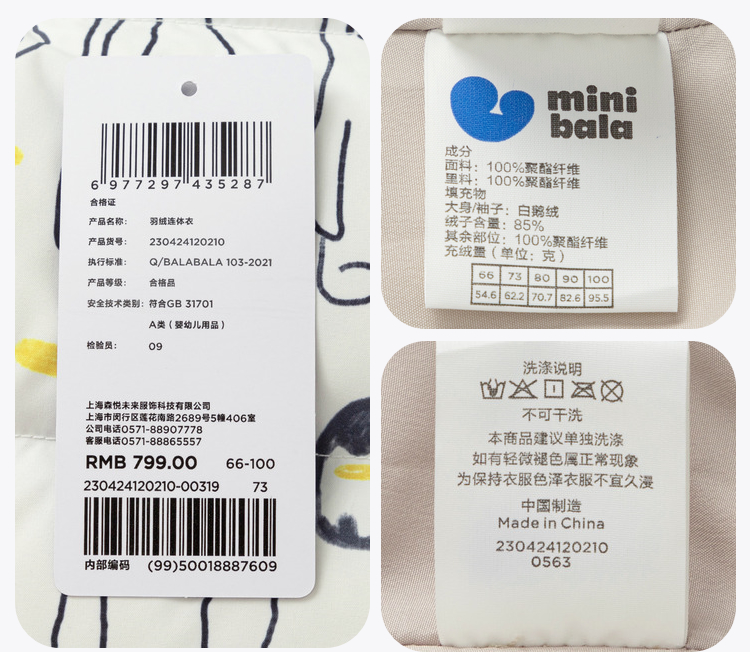 6 977297 435287
合格证
产品名称: 羽绒连体衣
产品货号: 230424120210
执行标准: Q/BALABALA 103-2021
产品等级: 合格品
安全技术类别: 符合GB 31701
A类（婴幼儿用品）
检验员: 09
上海森悦未来服饰科技有限公司
上海市闵行区莲花南路2689号5幢406室
公司电话0571-88907778
客服电话0571-88865557
RMB 799.00 66-100
230424120210-00319 73
内部编码 (99)50018887609
mini
bala
成分
面料: 100%聚酯纤维
里料: 100%聚酯纤维
填充物
大身/袖子: 白鹅绒
绒子含量: 85%
其余部位: 100%聚酯纤维
充绒量（单位: 克）
66 73 80 90 100
54.6 62.2 70.7 82.6 95.5
洗涤说明
不可干洗
本商品建议单独洗涤
如有轻微褪色属正常现象
为保持衣服色泽衣服不宜久漫
中国制造
Made in China
230424120210
0563